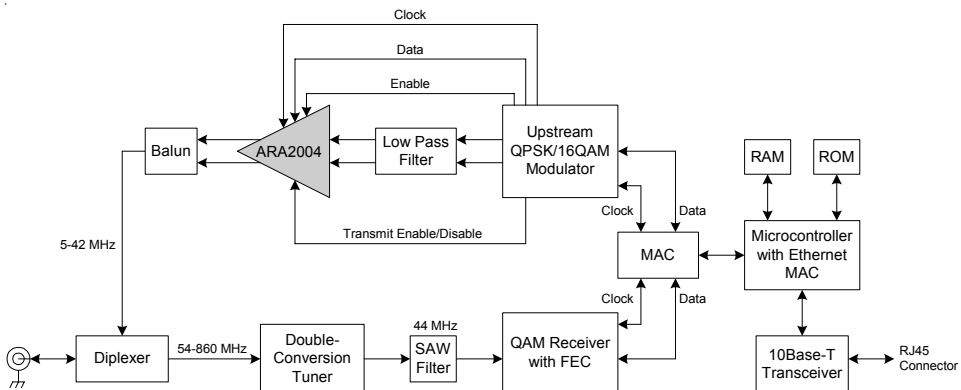 Clock
Data
Enable
Balun
ARA2004
Low Pass
Filter
Upstream
QPSK/16QAM
Modulator
RAM
ROM
Transmit Enable/Disable
Clock
Data
5-42 MHz
MAC
Microcontroller
with Ethernet
MAC
Clock
Data
Diplexer
54-860 MHz
Double-
Conversion
Tuner
44 MHz
SAW
Filter
QAM Receiver
with FEC
10Base-T
Transceiver
RJ45
Connector